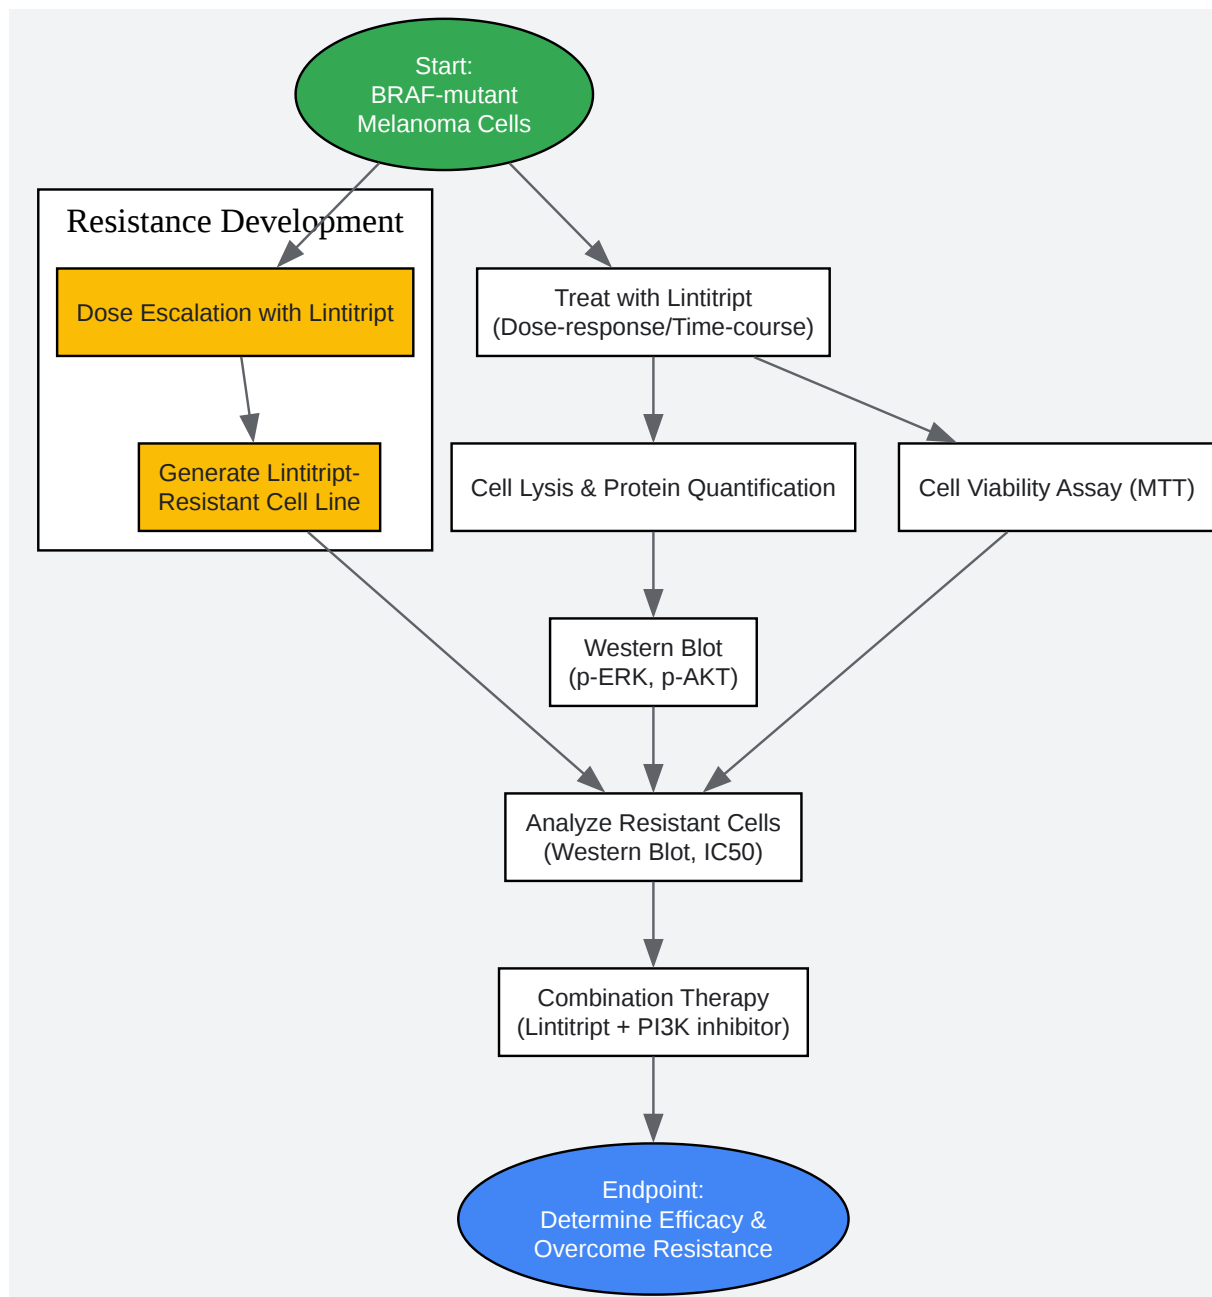 Start:
BRAF-mutant
Melanoma Cells
Resistance Development
Dose Escalation with Lintitript
Treat with Lintitript
(Dose-response/Time-course)
Generate Lintitript-
Resistant Cell Line
Cell Lysis & Protein Quantification
Cell Viability Assay (MTT)
Western Blot
(p-ERK, p-AKT)
Analyze Resistant Cells
(Western Blot, IC50)
Combination Therapy
(Lintitript + PI3K inhibitor)
Endpoint:
Determine Efficacy &
Overcome Resistance